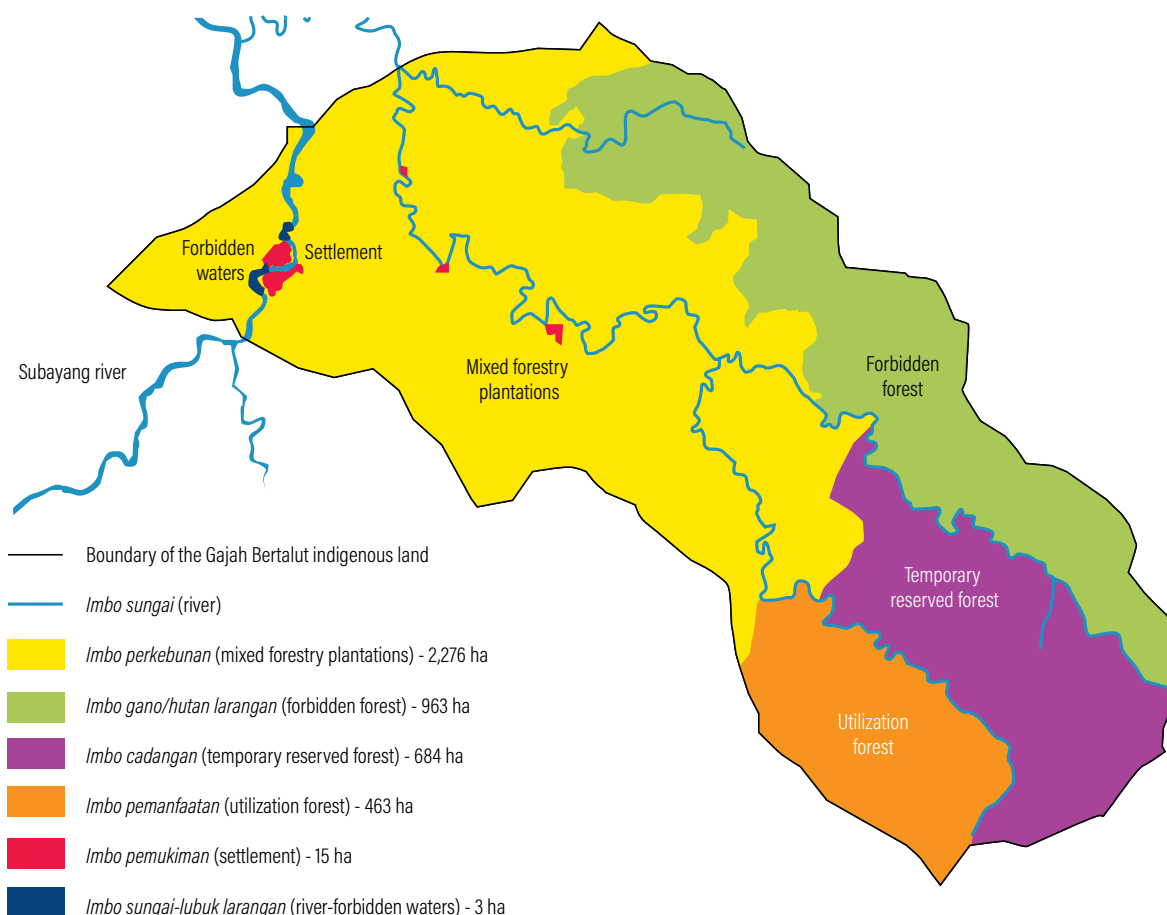 Forbidden
waters
Settlement
Subayang river
Mixed forestry
plantations
Forbidden
forest
Temporary
reserved forest
Utilization
forest
Boundary of the Gajah Bertalut indigenous land
Imbo sungai (river)
Imbo perkebunan (mixed forestry plantations) - 2,276 ha
Imbo gano/hutan larangan (forbidden forest) - 963 ha
Imbo cadangan (temporary reserved forest) - 684 ha
Imbo pemanfaatan (utilization forest) - 463 ha
Imbo pemukiman (settlement) - 15 ha
Imbo sungai-lubuk larangan (river-forbidden waters) - 3 ha